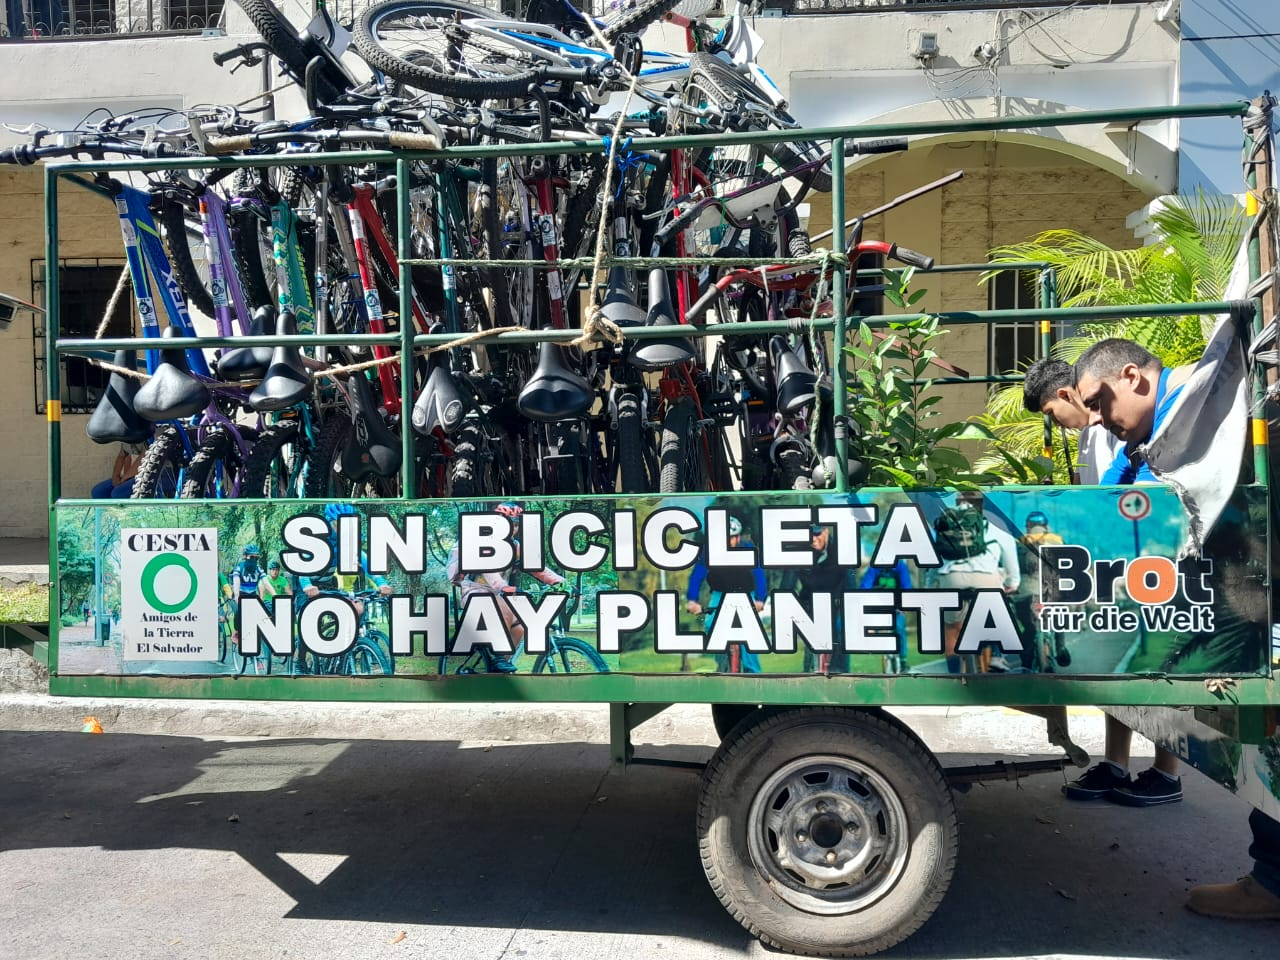 CESTA
Amigos de
la Tierra
El Salvador
SIN BICICLETA
NO HAY PLANETA
Brot
für die Welt